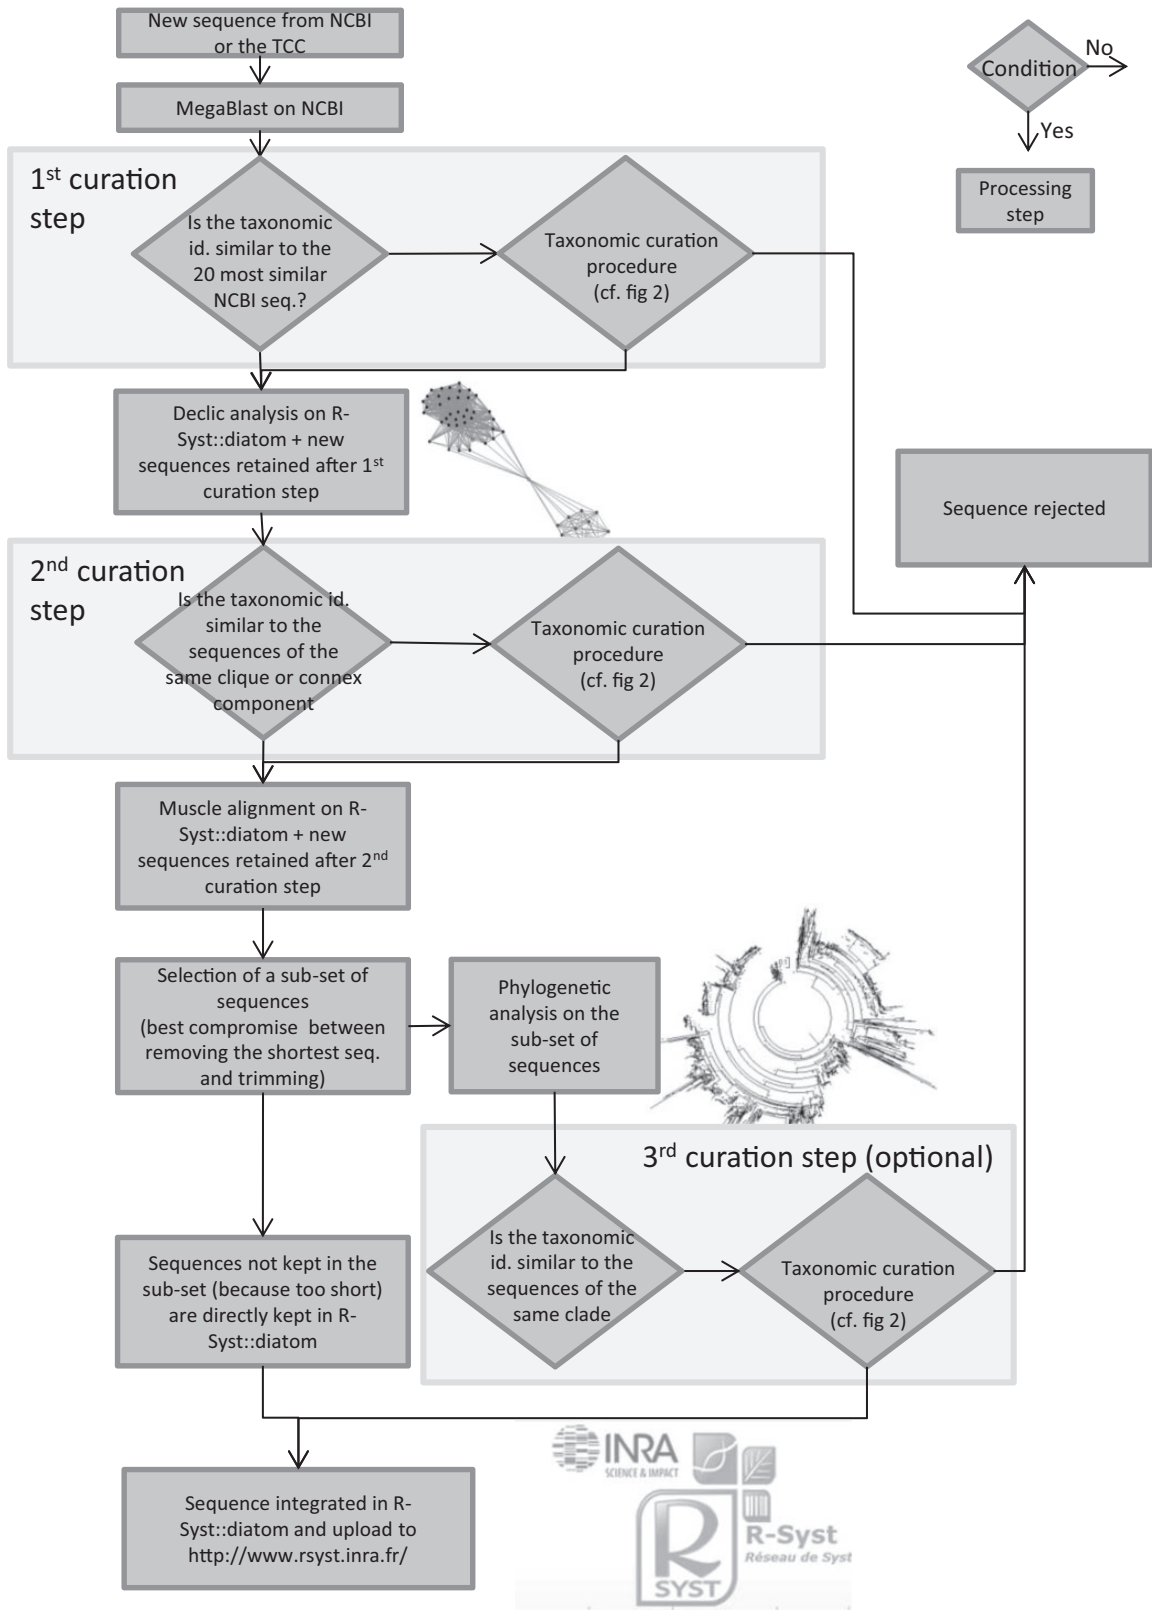 New sequence from NCBI
or the TCC
MegaBlast on NCBI
Condition
No
Yes
Processing
step
1st curation
step
Is the taxonomic
id. similar to the
20 most similar
NCBI seq.?
Taxonomic curation
procedure
(cf. fig 2)
Declic analysis on R-
Syst::diatom + new
sequences retained after 1st
curation step
Sequence rejected
2nd curation
step
Is the taxonomic id.
similar to the
sequences of the
same clique or connex
component
Taxonomic curation
procedure
(cf. fig 2)
Muscle alignment on R-
Syst::diatom + new
sequences retained after 2nd
curation step
Selection of a sub-set of
sequences
(best compromise between
removing the shortest seq.
and trimming)
Phylogenetic
analysis on the
sub-set of
sequences
3rd curation step (optional)
Is the taxonomic
id. similar to the
sequences of the
same clade
Taxonomic curation
procedure
(cf. fig 2)
Sequences not kept in the
sub-set (because too short)
are directly kept in R-
Syst::diatom
Sequence integrated in R-
Syst::diatom and upload to
http://www.rsyst.inra.fr/
INRA
SCIENCE & IMPACT
R
SYST
R-Syst
Réseau de Syst